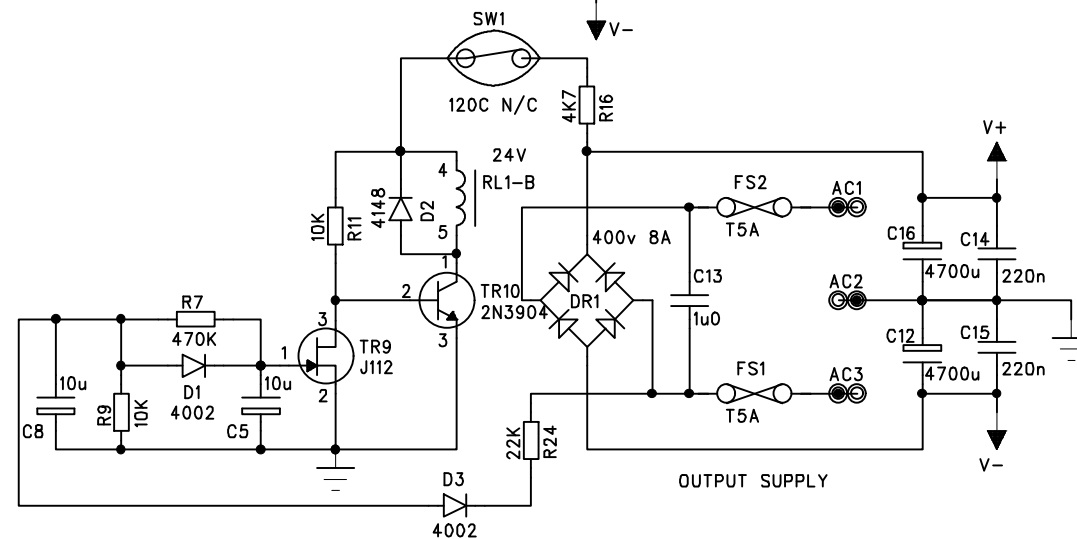 V-
SW1
120C N/C
4K7
R16
24V
4
RL1-B
4148
D2
10K
R11
5
1
2
TR10
2N3904
3
400v 8A
DR1
C13
1u0
FS2
T5A
AC1
AC2
FS1
T5A
AC3
V+
C16
4700u
C14
220n
C12
4700u
C15
220n
V-
R7
470K
D1
4002
3
1
TR9
J112
2
10u
C8
R9
10K
10u
C5
22K
R24
D3
4002
OUTPUT SUPPLY